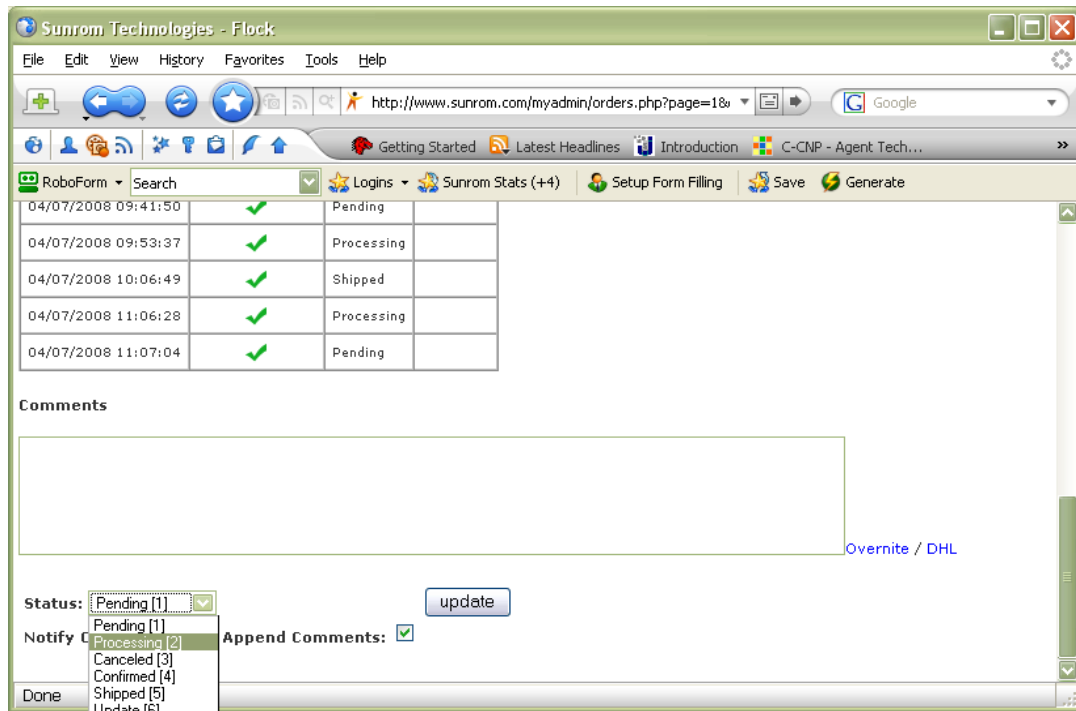 Sunrom Technologies - Flock
File Edit View History Favorites Tools Help
http://www.sunrom.com/myadmin/orders.php?page=1& Google
Getting Started Latest Headlines Introduction C-CNP - Agent Tech... »
RoboForm Search Logins Sunrom Stats (+4) Setup Form Filling Save Generate
04/07/2008 09:41:50 Pending
04/07/2008 09:53:37 Processing
04/07/2008 10:06:49 Shipped
04/07/2008 11:06:28 Processing
04/07/2008 11:07:04 Pending
Comments
Overnite / DHL
Status: Pending [1] update
Pending [1]
Notify C Processing [2] Append Comments:
Canceled [3]
Confirmed [4]
Done Shipped [5]
Update [6]